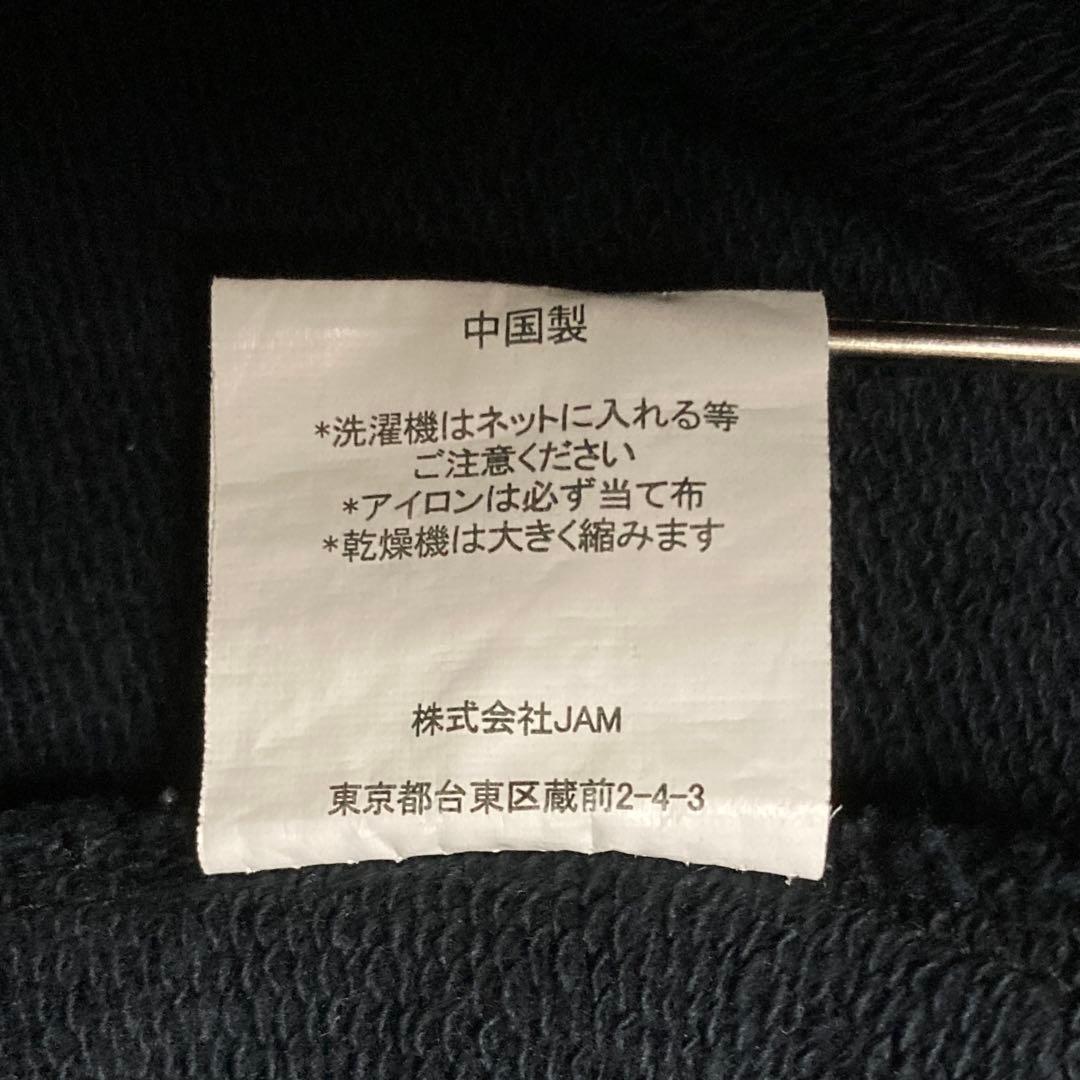 中国製
*洗濯機はネットに入れる等
ご注意ください
*アイロンは必ず当て布
*乾燥機は大きく縮みます
株式会社JAM
東京都台東区蔵前2-4-3